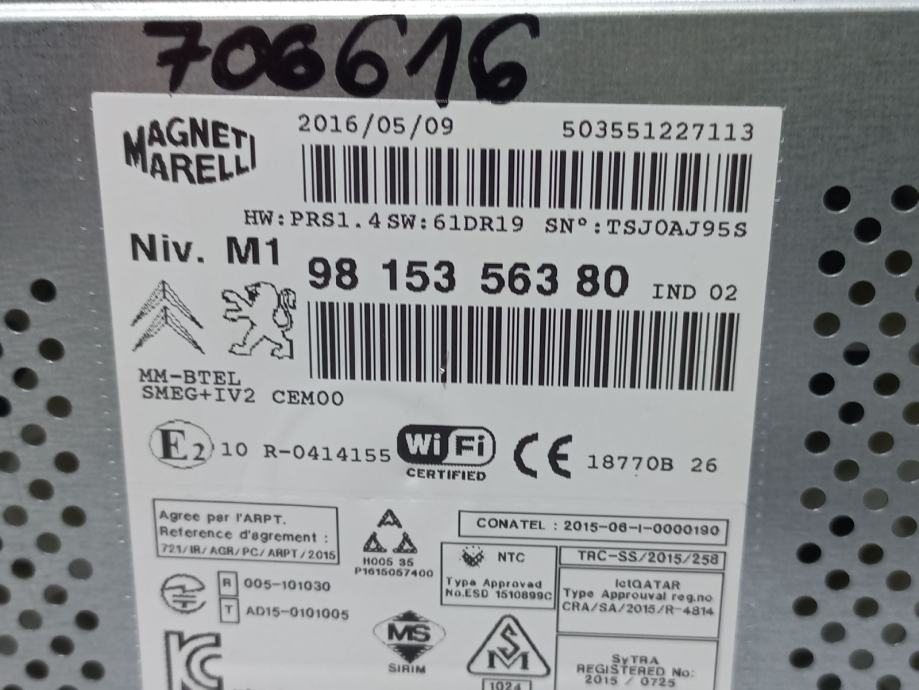 706616
MAGNETI
MARELLI
2016/05/09 503551227113
HW:PRS1.4 SW:61DR19 SN°:TSJ0AJ95S
Niv. M1
98 153 563 80 IND 02
MM-BTEL
SMEG+IV2 CEM00
E2 10 R-0414155 WiFi CERTIFIED CE 18770B 26
Agree par l'ARPT.
Reference d'agrement :
721/IR/AGR/PC/ARPT/2015
H005 35
P1615057400
CONATEL : 2015-06-I-0000190
NTC
Type Approved
No.ESD 1510899C
TRC-SS/2015/258
ictQATAR
Type Approuval reg.no
CRA/SA/2015/R-4814
R 005-101030
T AD15-0101005
MS
SIRIM
S
M
1024
SyTRA
REGISTERED No:
2015 / 0725